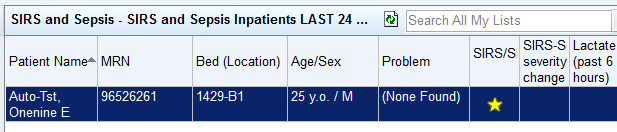 SIRS and Sepsis - SIRS and Sepsis Inpatients LAST 24 ...
Search All My Lists
Patient Name MRN Bed (Location) Age/Sex Problem SIRS/S SIRS-S severity change Lactate (past 6 hours)
Auto-Tst, Onenine E 96526261 1429-B1 25 y.o. / M (None Found)